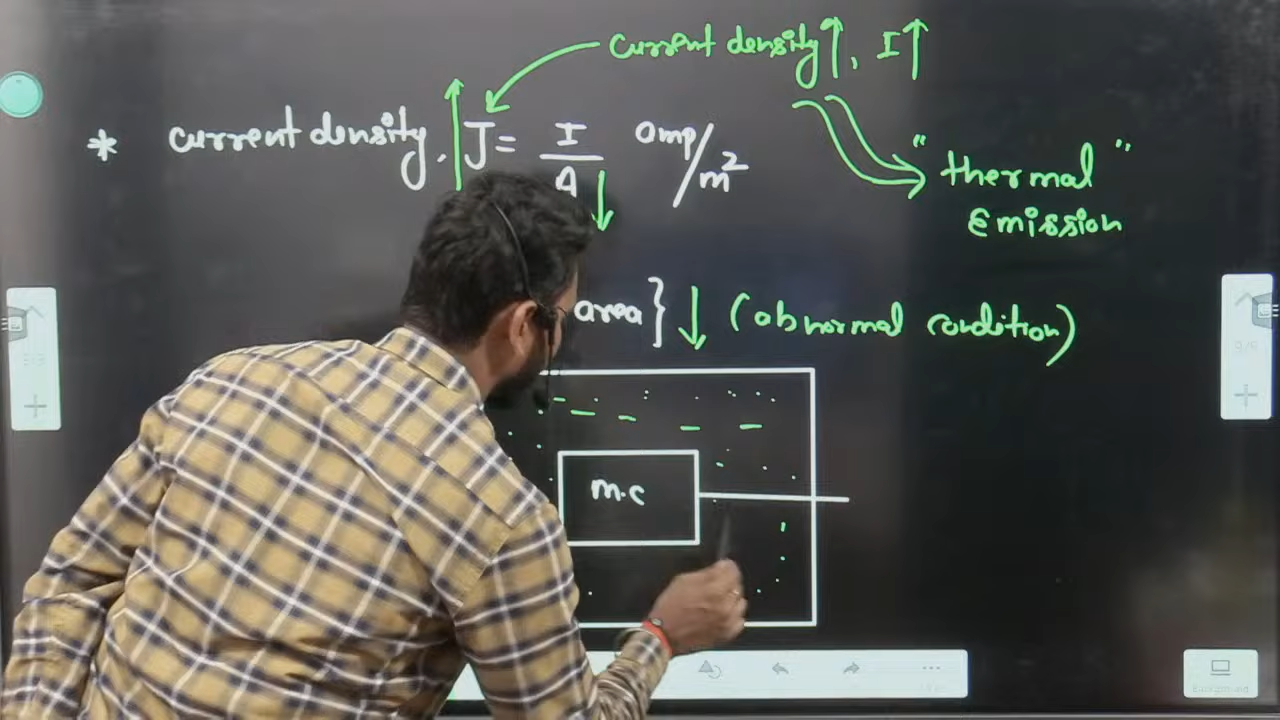 current density↑, I↑
* current density, ↑J = I/A↓ amp/m²
"thermal"
Emission
area} ↓ (abnormal condition)
m.c